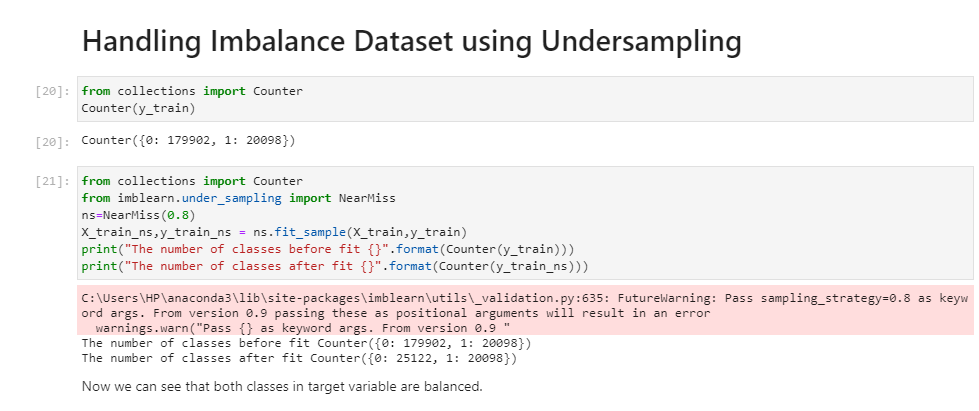 Handling Imbalance Dataset using Undersampling
[20]: from collections import Counter
Counter(y_train)
[20]: Counter({0: 179902, 1: 20098})
[21]: from collections import Counter
from imblearn.under_sampling import NearMiss
ns=NearMiss(0.8)
X_train_ns,y_train_ns = ns.fit_sample(X_train,y_train)
print("The number of classes before fit {}".format(Counter(y_train)))
print("The number of classes after fit {}".format(Counter(y_train_ns)))
C:\Users\HP\anaconda3\lib\site-packages\imblearn\utils\_validation.py:635: FutureWarning: Pass sampling_strategy=0.8 as keyw
ord args. From version 0.9 passing these as positional arguments will result in an error
  warnings.warn("Pass {} as keyword args. From version 0.9 "
The number of classes before fit Counter({0: 179902, 1: 20098})
The number of classes after fit Counter({0: 25122, 1: 20098})
Now we can see that both classes in target variable are balanced.